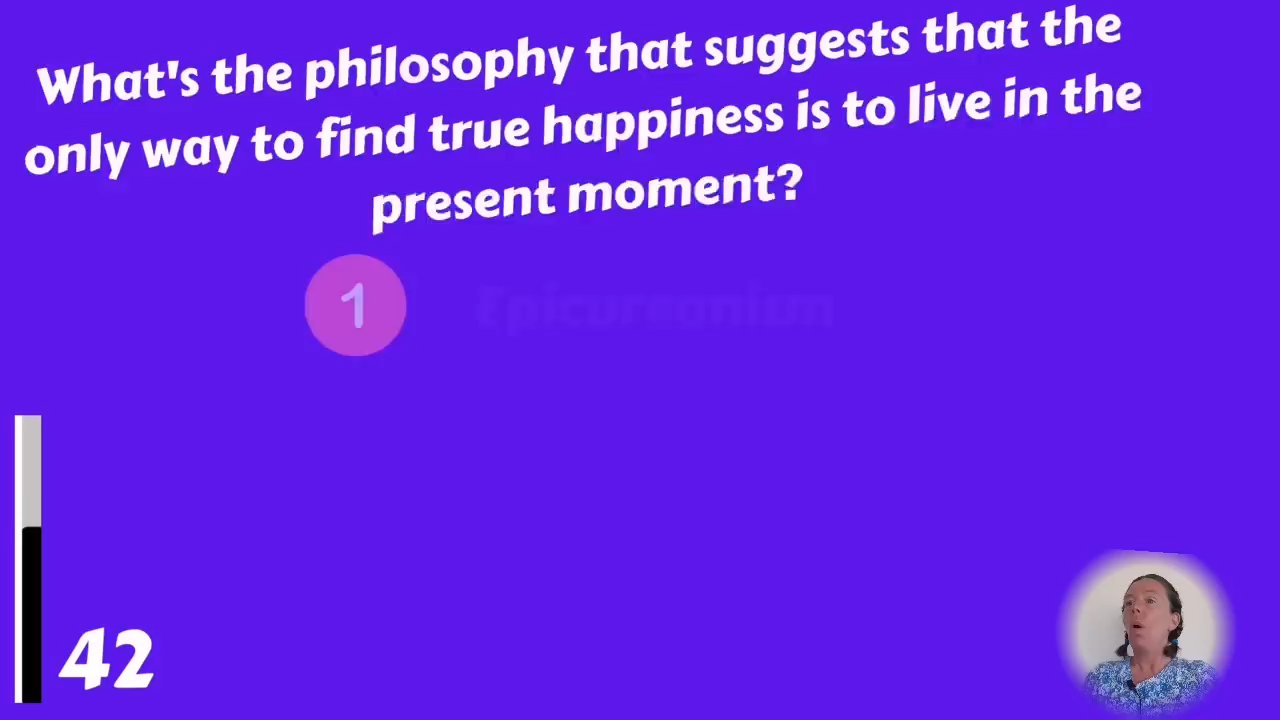 What's the philosophy that suggests that the
only way to find true happiness is to live in the
present moment?
1 Epicureanism
42